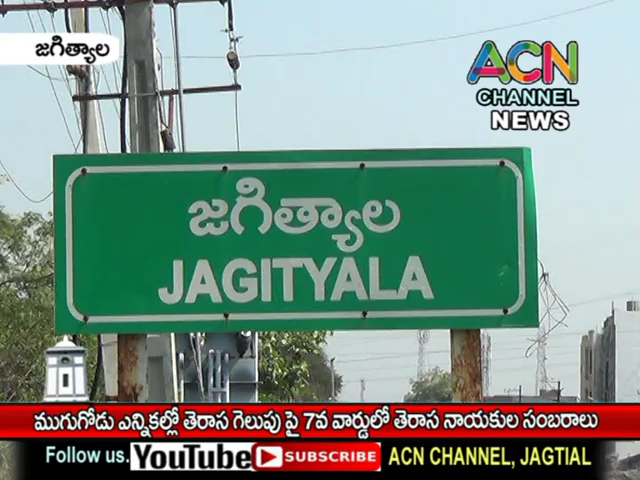 జగిత్యాల
ACN
CHANNEL
NEWS
జగిత్యాల
JAGITYALA
ముగుగోడు ఎన్నికల్లో తెరాస గెలుపు పై 7వ వార్డులో తెరాస నాయకుల సంబరాలు
Follow us. YouTube SUBSCRIBE ACN CHANNEL, JAGTIAL